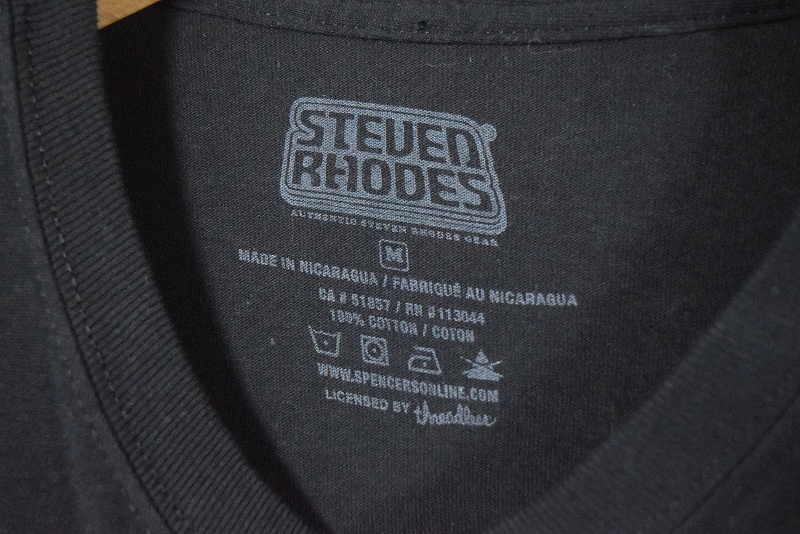 STEVEN
RHODES
AUTHENTIC STEVEN RHODES GEAR
M
MADE IN NICARAGUA / FABRIQUÉ AU NICARAGUA
CA # 51857 / RN #113044
100% COTTON / COTON
WWW.SPENCERSONLINE.COM
LICENSED BY threadless